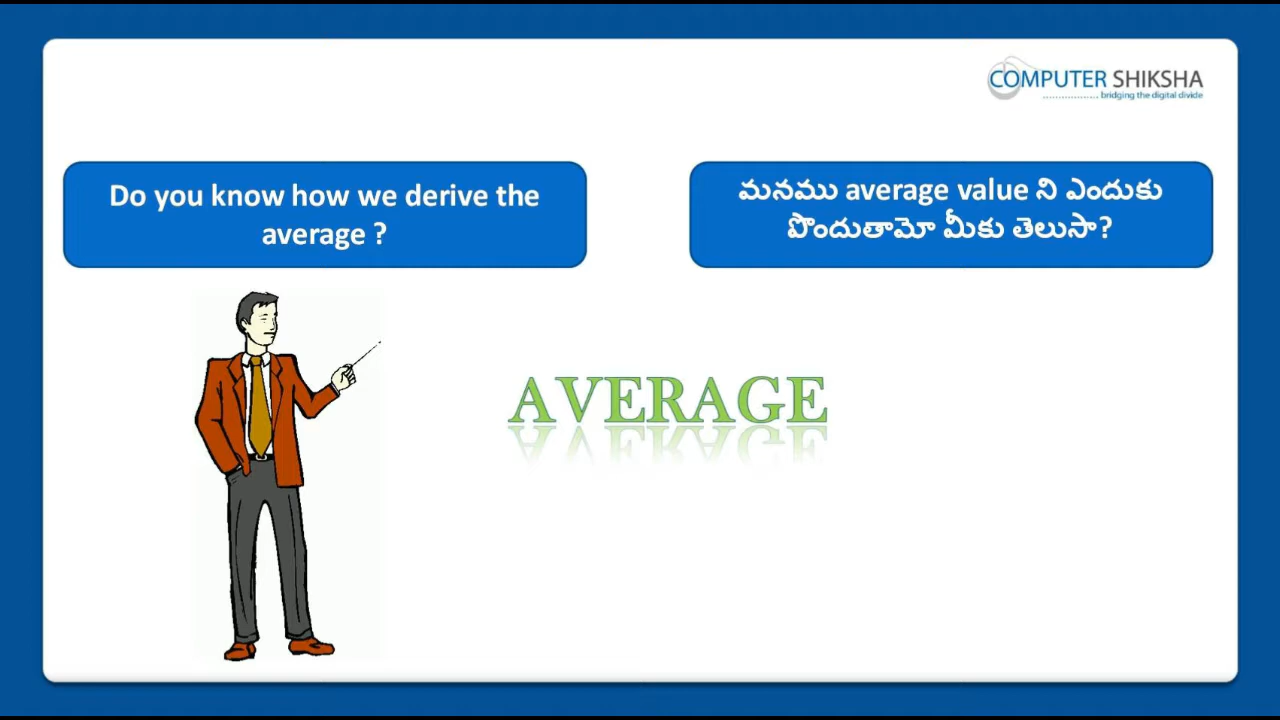 COMPUTER SHIKSHA
bridging the digital divide
Do you know how we derive the
average ?
మనము average value ని ఎందుకు
పొందుతామో మీకు తెలుసా?
AVERAGE